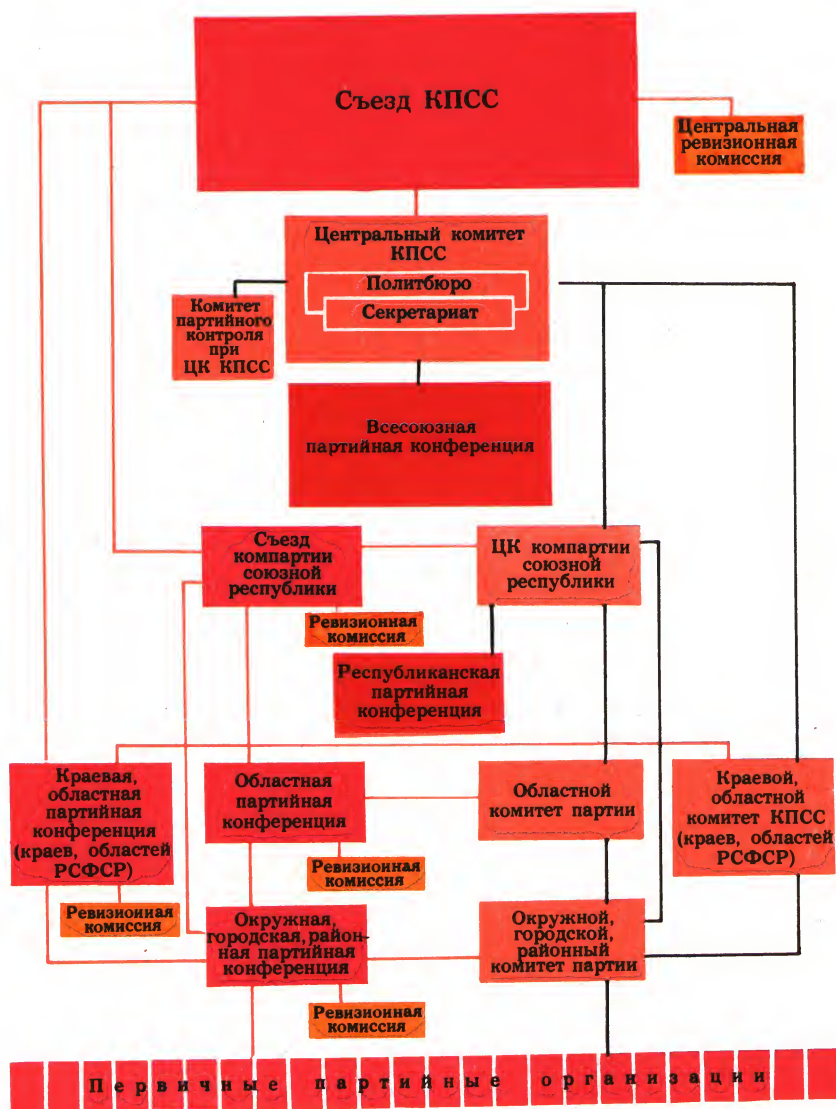 Съезд КПСС
Центральная
ревизионная
комиссия
Центральный комитет
КПСС
Политбюро
Секретариат
Комитет
партийного
контроля
при
ЦК КПСС
Всесоюзная
партийная конференция
Съезд
компартии
союзной
республики
ЦК компартии
союзной
республики
Ревизионная
комиссия
Республиканская
партийная
конференция
Краевая,
областная
партийная
конференция
(краев, областей
РСФСР)
Областная
партийная
конференция
Областной
комитет партии
Краевой,
областной
комитет КПСС
(краев, областей
РСФСР)
Ревизионная
комиссия
Ревизионная
комиссия
Окружная,
городская, район-
ная партийная
конференция
Окружной,
городской,
районный
комитет партии
Ревизионная
комиссия
Первичные партийные организации